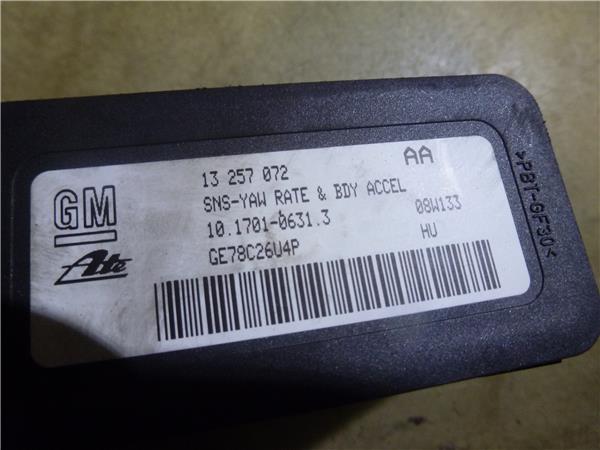 GM
Ate
13 257 072 AA
SNS-YAW RATE & BDY ACCEL
10.1701-0631.3 08W133
GE78C26U4P HU
>PBT-GF30<